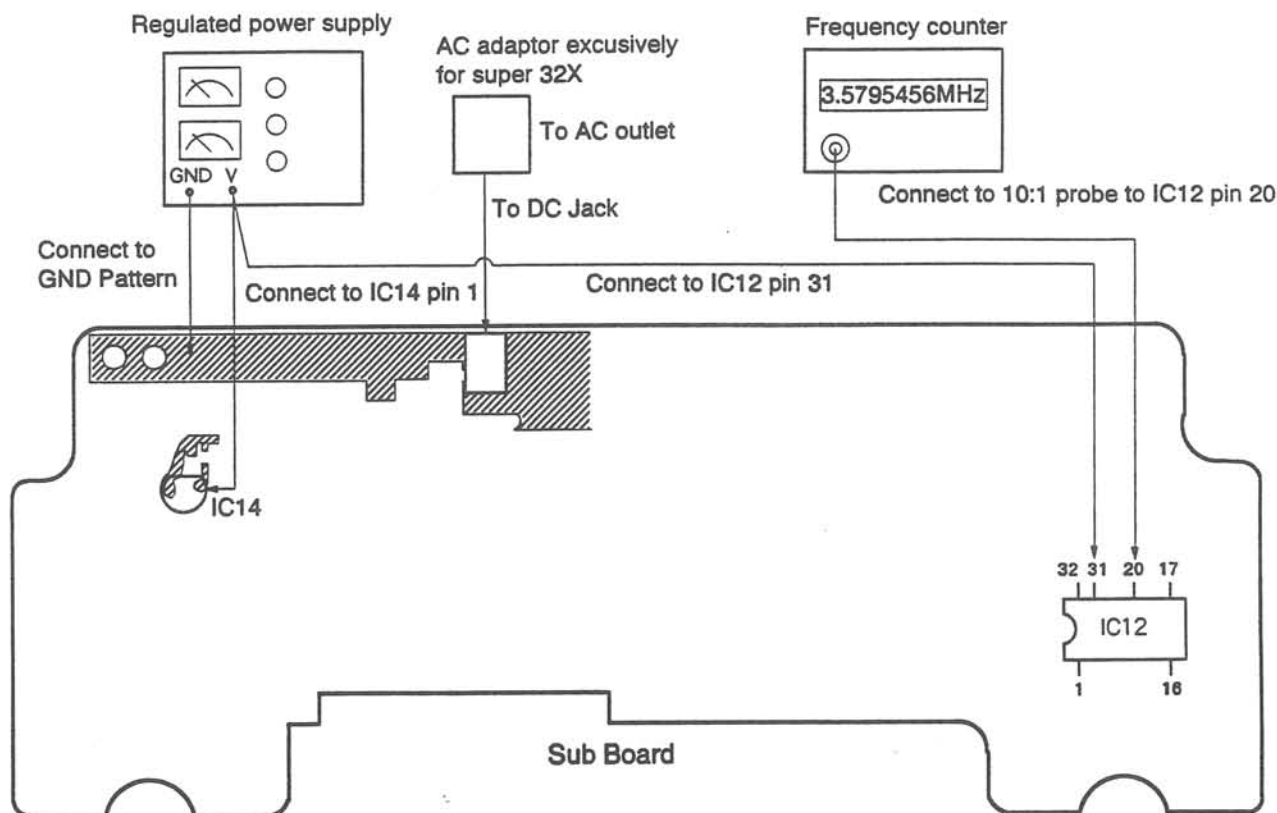 Regulated power supply
GND V
AC adaptor excusively
for super 32X
To AC outlet
To DC Jack
Frequency counter
3.5795456MHz
Connect to 10:1 probe to IC12 pin 20
Connect to
GND Pattern
Connect to IC14 pin 1
Connect to IC12 pin 31
IC14
32 31 20 17
IC12
1 16
Sub Board